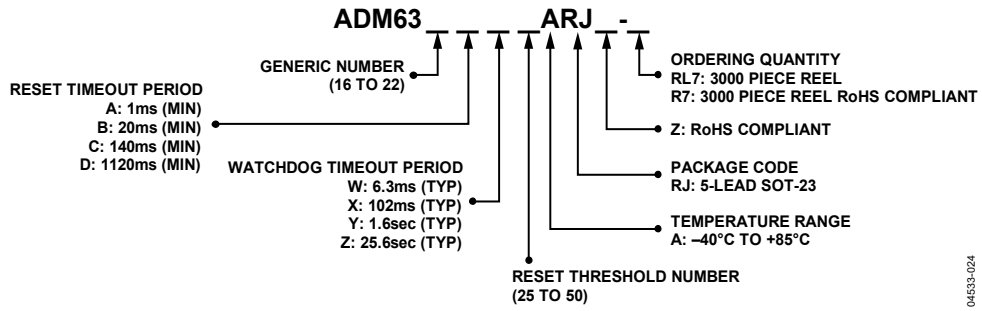 ADM63_ _ _ _ARJ_-_
GENERIC NUMBER
(16 TO 22)
RESET TIMEOUT PERIOD
A: 1ms (MIN)
B: 20ms (MIN)
C: 140ms (MIN)
D: 1120ms (MIN)
WATCHDOG TIMEOUT PERIOD
W: 6.3ms (TYP)
X: 102ms (TYP)
Y: 1.6sec (TYP)
Z: 25.6sec (TYP)
RESET THRESHOLD NUMBER
(25 TO 50)
ORDERING QUANTITY
RL7: 3000 PIECE REEL
R7: 3000 PIECE REEL RoHS COMPLIANT
Z: RoHS COMPLIANT
PACKAGE CODE
RJ: 5-LEAD SOT-23
TEMPERATURE RANGE
A: –40°C TO +85°C
04533-024